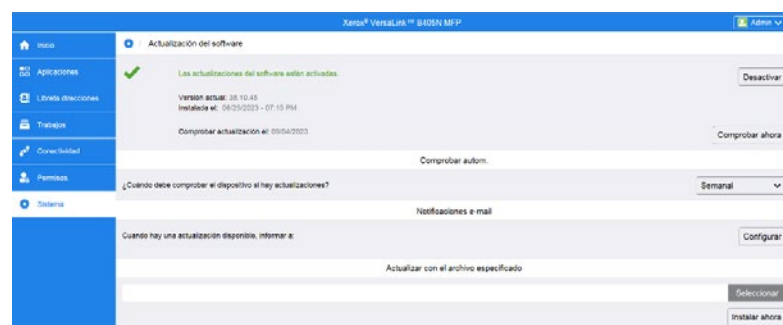 Xerox® VersaLink™ B405N MFP
Admin
Inicio
Actualización del software
Aplicaciones
Las actualizaciones del software están activadas.
Desactivar
Libreta direcciones
Versión actual: 38.10.48
Instalada el: 08/25/2023 - 07:15 PM
Trabajos
Comprobar actualización el: 09/04/2023
Comprobar ahora
Conectividad
Comprobar autom.
Permisos
¿Cuándo debe comprobar el dispositivo si hay actualizaciones?
Semanal
Sistema
Notificaciones e-mail
Cuando hay una actualización disponible, informar a:
Configurar
Actualizar con el archivo especificado
Seleccionar
Instalar ahora